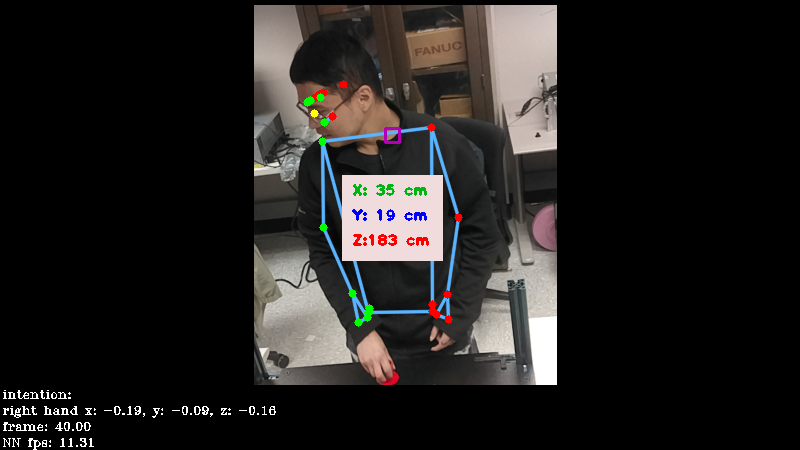 FANUC
X: 35 cm
Y: 19 cm
Z:183 cm
intention:
right hand x: -0.19, y: -0.09, z: -0.16
frame: 40.00
NN fps: 11.31